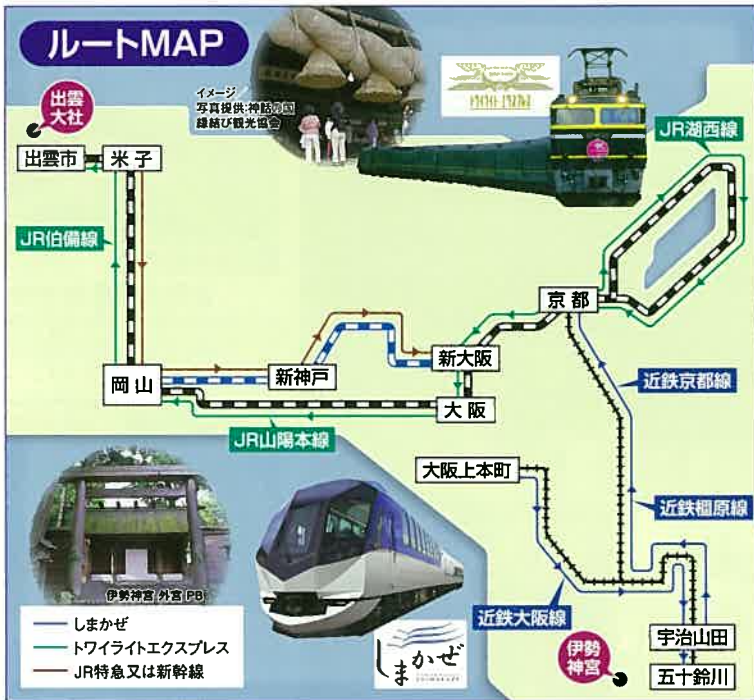 ルートMAP
イメージ
写真提供:神話の国
縁結び観光協会
出雲
大社
出雲市
米子
JR伯備線
JR湖西線
京都
新大阪
新神戸
岡山
大阪
JR山陽本線
近鉄京都線
大阪上本町
近鉄橿原線
近鉄大阪線
伊勢
神宮
宇治山田
五十鈴川
伊勢神宮 外宮 PB
しまかぜ
トワイライトエクスプレス
JR特急又は新幹線
しまかぜ